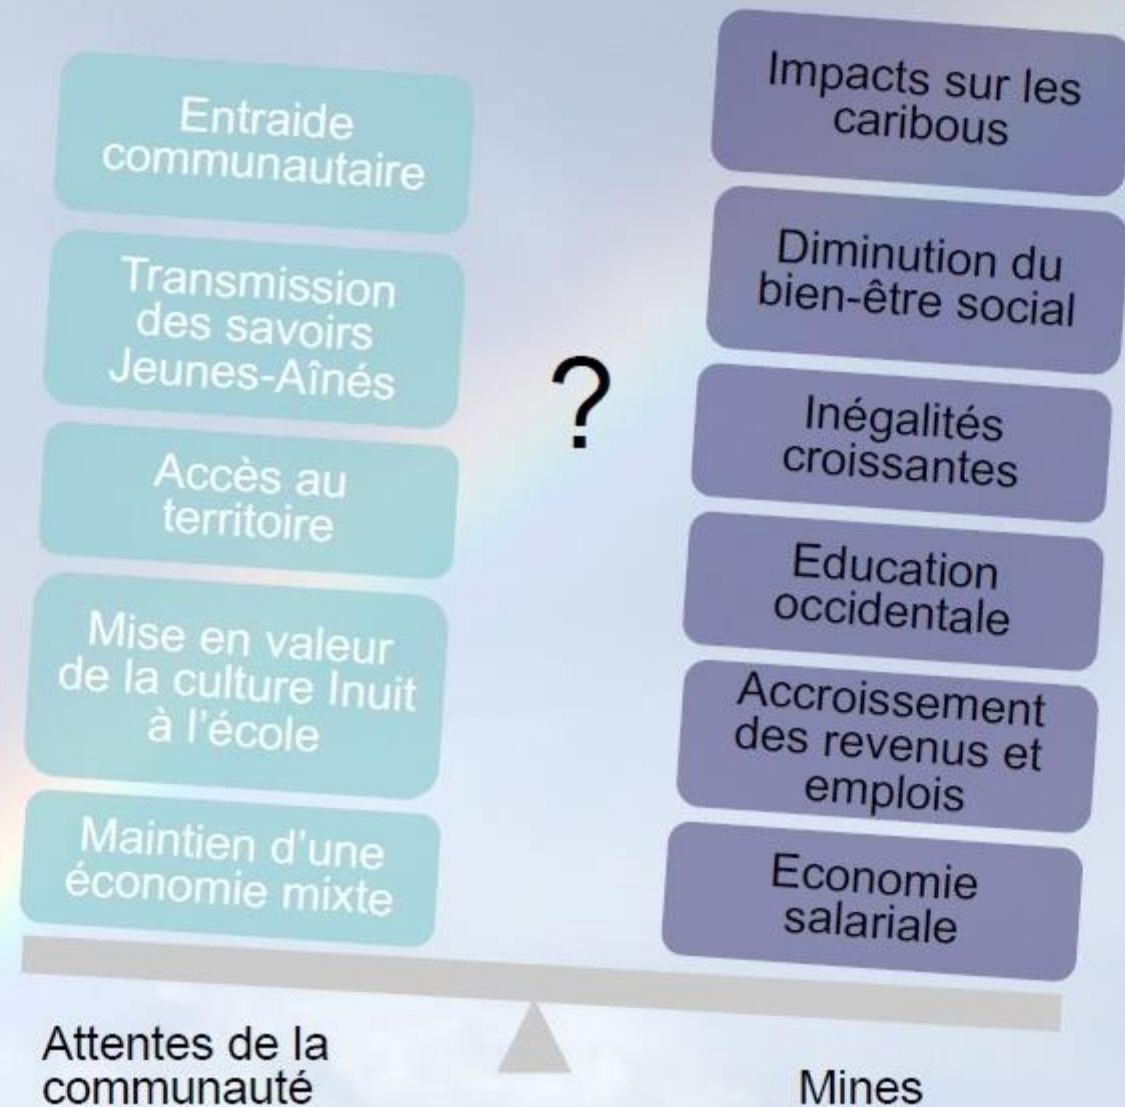 Entraide
communautaire
Transmission
des savoirs
Jeunes-Aînés
Accès au
territoire
Mise en valeur
de la culture Inuit
à l'école
Maintien d'une
économie mixte
?
Impacts sur les
caribous
Diminution du
bien-être social
Inégalités
croissantes
Education
occidentale
Accroissement
des revenus et
emplois
Economie
salariale
Attentes de la
communauté
Mines